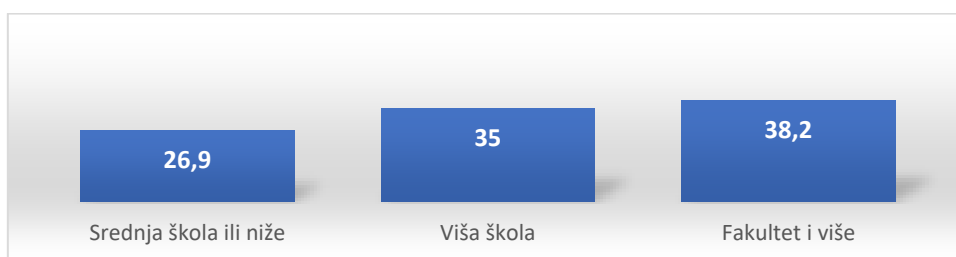 26,9
35
38,2
Srednja škola ili niže
Viša škola
Fakultet i više